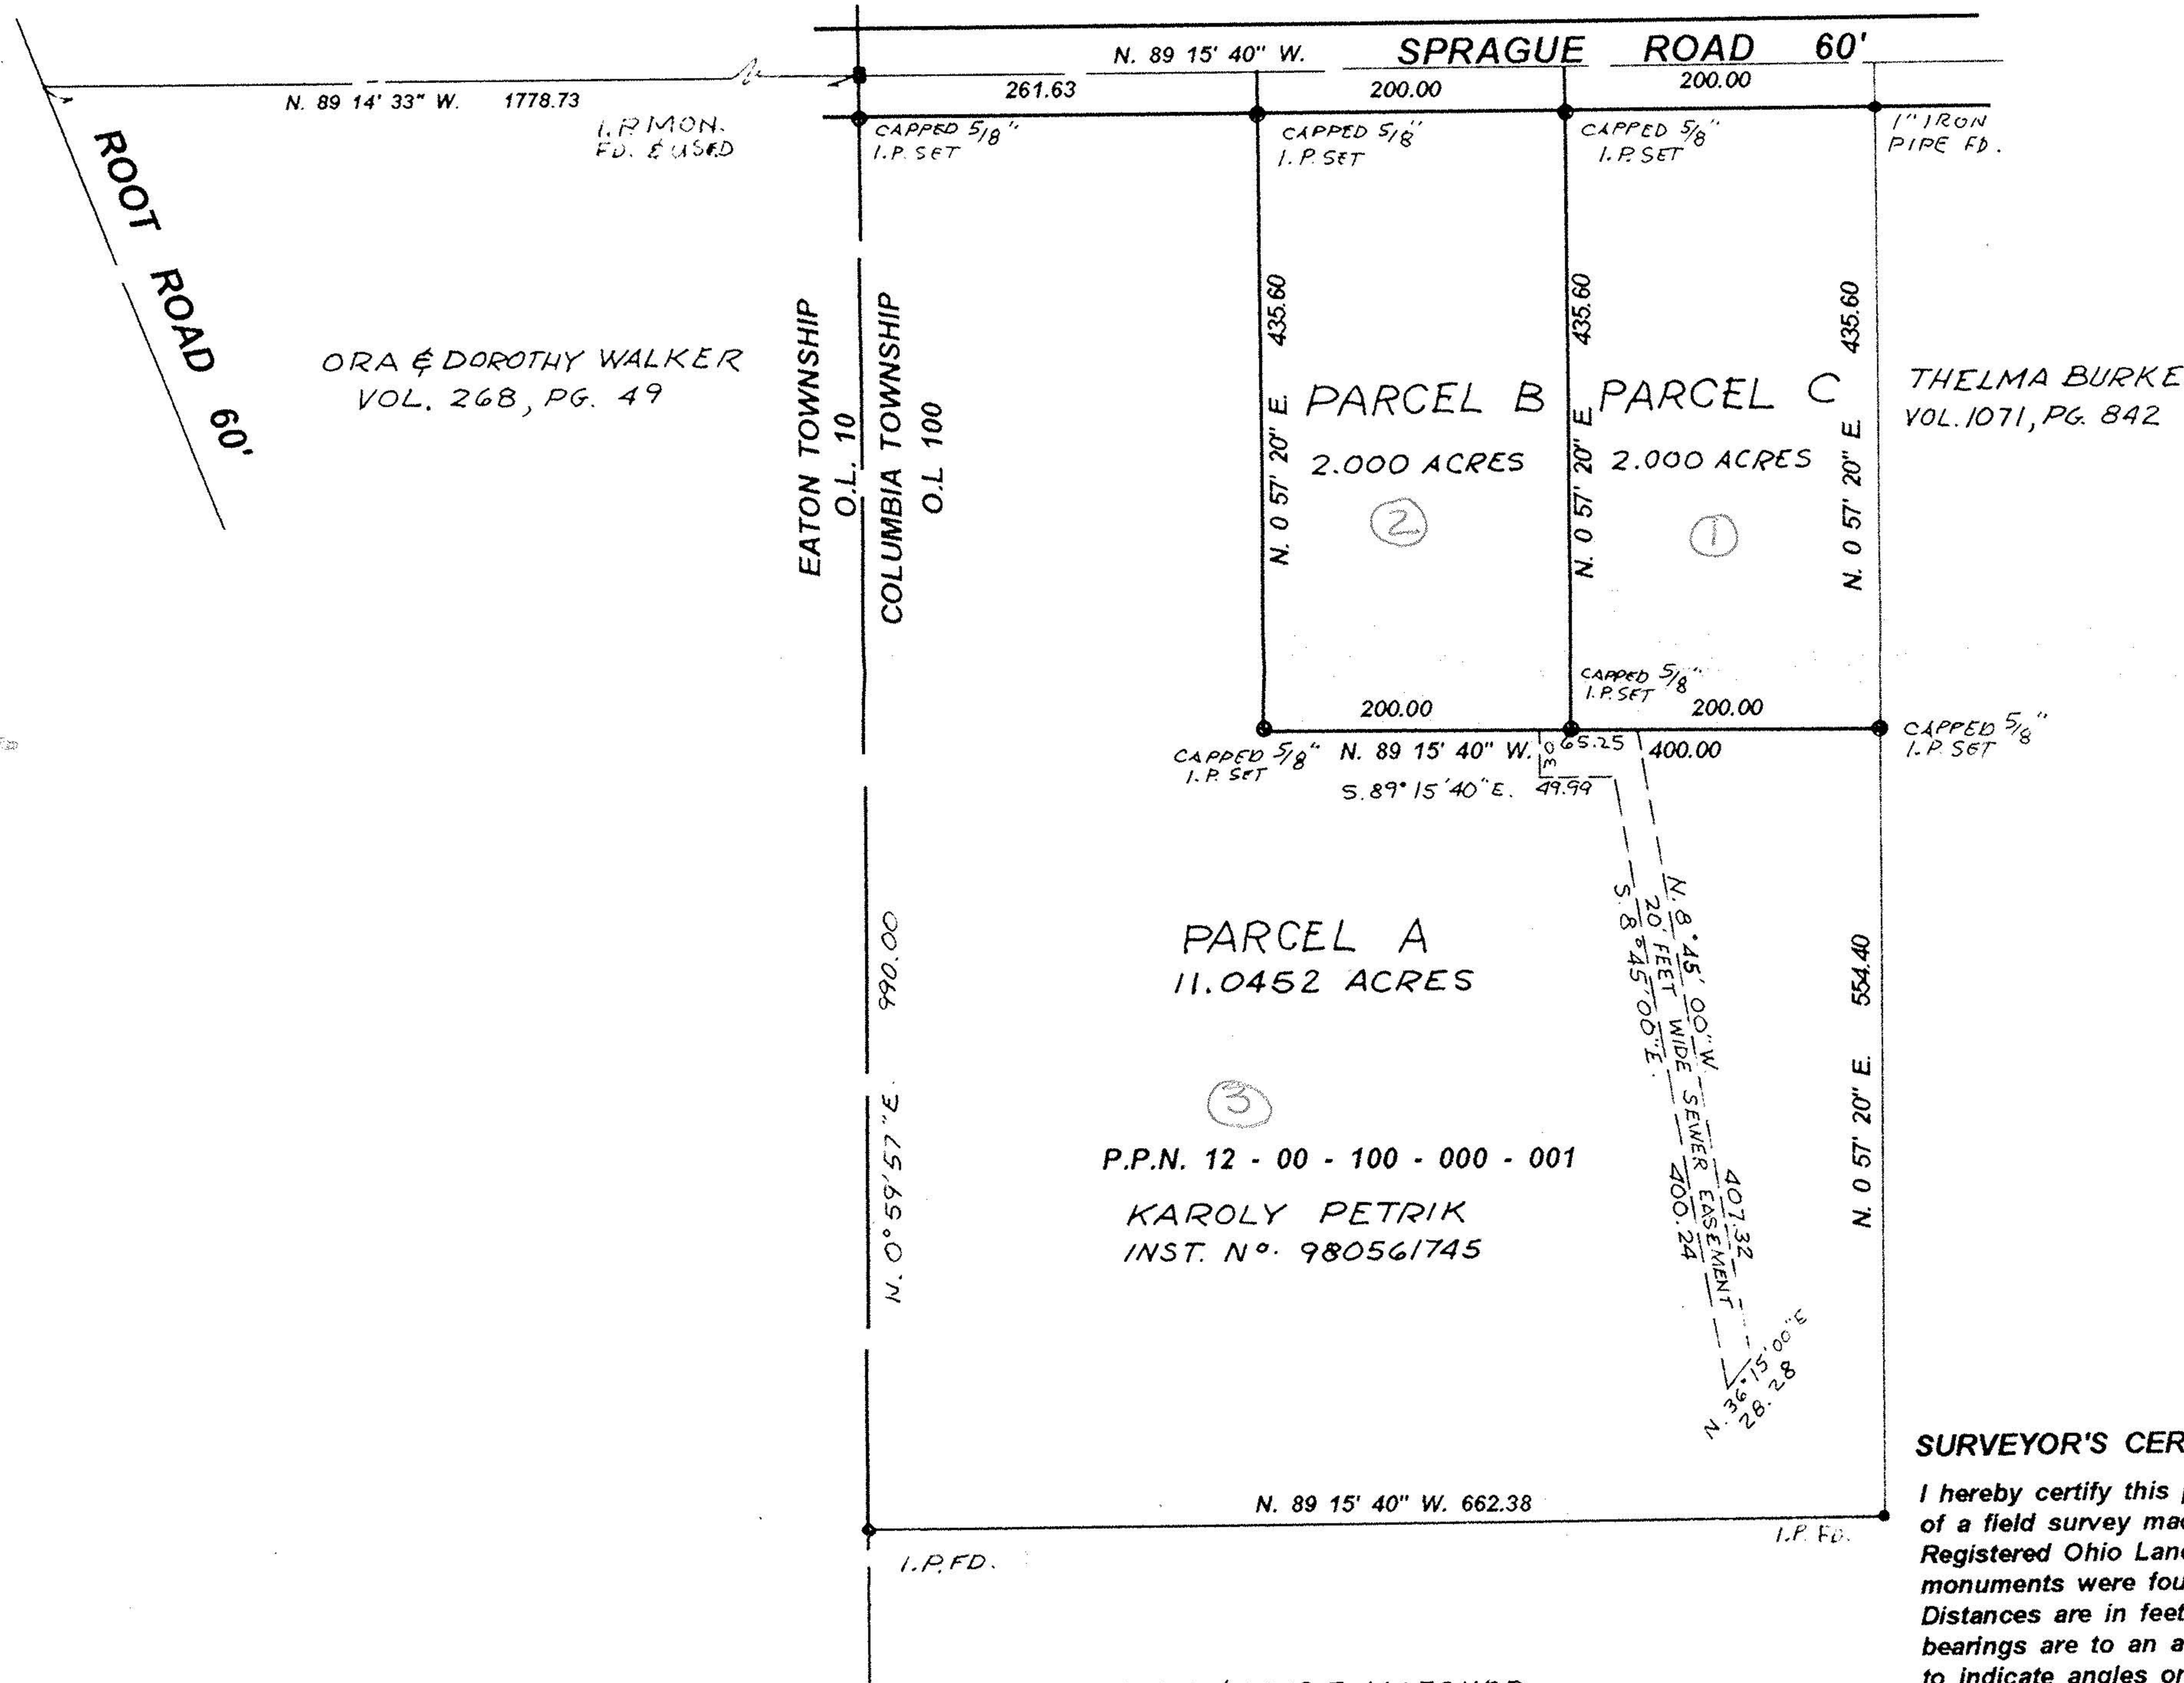 N. 89 15' 40" W. SPRAGUE ROAD 60'
N. 89 14' 33" W. 1778.73
261.63
200.00
200.00
I.P. MON.
FD. & USED
CAPPED 5/8"
I.P. SET
CAPPED 5/8"
I.P. SET
CAPPED 5/8"
I.P. SET
1" IRON
PIPE FD.
ROOT ROAD 60'
ORA & DOROTHY WALKER
VOL. 268, PG. 49
EATON TOWNSHIP
O.L. 10
COLUMBIA TOWNSHIP
O.L 100
N. 0 57' 20" E. 435.60
PARCEL B
2.000 ACRES
2
N. 0 57' 20" E. 435.60
PARCEL C
2.000 ACRES
1
N. 0 57' 20" E. 435.60
THELMA BURKE
VOL. 1071, PG. 842
CAPPED 5/8"
I.P. SET
200.00
200.00
CAPPED 5/8"
I.P. SET
N. 89 15' 40" W.
30
65.25
400.00
CAPPED 5/8"
I.P. SET
S. 89° 15' 40" E. 49.99
N. 8° 45' 00" W. 407.32
20' FEET WIDE SEWER EASEMENT
S. 8° 45' 00" E. 400.24
N. 36° 15' 00" E
28.28
PARCEL A
11.0452 ACRES
3
P.P.N. 12 - 00 - 100 - 000 - 001
KAROLY PETRIK
INST. No. 980561745
N. 0° 59' 57" E. 990.00
N. 0 57' 20" E. 554.40
N. 89 15' 40" W. 662.38
I.P. FD.
I.P. FD.
SURVEYOR'S CER
I hereby certify this
of a field survey mad
Registered Ohio Lan
monuments were fou
Distances are in feet
bearings are to an a
to indicate angles or